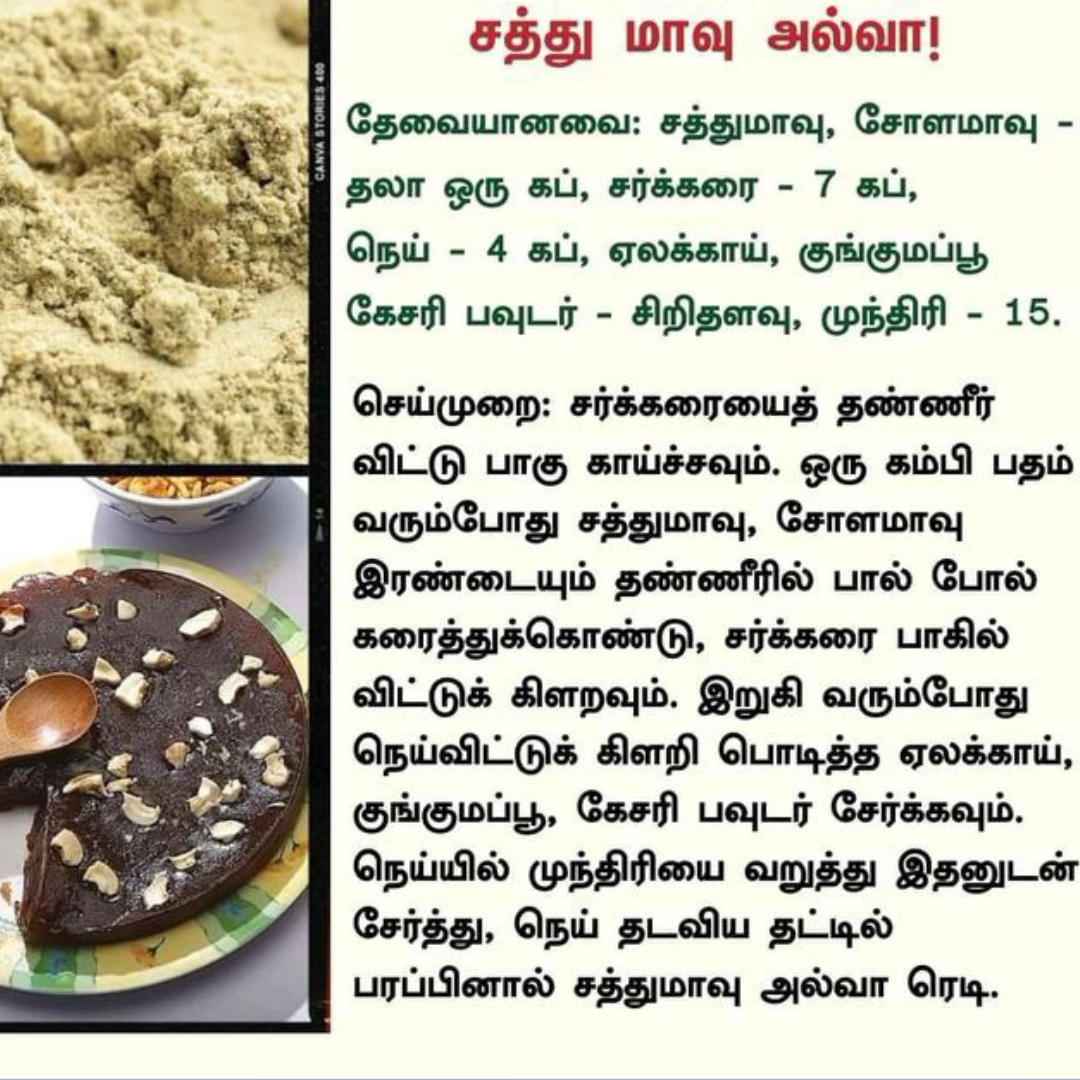 சத்து மாவு அல்வா!
தேவையானவை: சத்துமாவு, சோளமாவு -
தலா ஒரு கப், சர்க்கரை - 7 கப்,
நெய் - 4 கப், ஏலக்காய், குங்குமப்பூ
கேசரி பவுடர் - சிறிதளவு, முந்திரி - 15.
செய்முறை: சர்க்கரையைத் தண்ணீர்
விட்டு பாகு காய்ச்சவும். ஒரு கம்பி பதம்
வரும்போது சத்துமாவு, சோளமாவு
இரண்டையும் தண்ணீரில் பால் போல்
கரைத்துக்கொண்டு, சர்க்கரை பாகில்
விட்டுக் கிளறவும். இறுகி வரும்போது
நெய்விட்டுக் கிளறி பொடித்த ஏலக்காய்,
குங்குமப்பூ, கேசரி பவுடர் சேர்க்கவும்.
நெய்யில் முந்திரியை வறுத்து இதனுடன்
சேர்த்து, நெய் தடவிய தட்டில்
பரப்பினால் சத்துமாவு அல்வா ரெடி.
CANVA STORIES 400
14